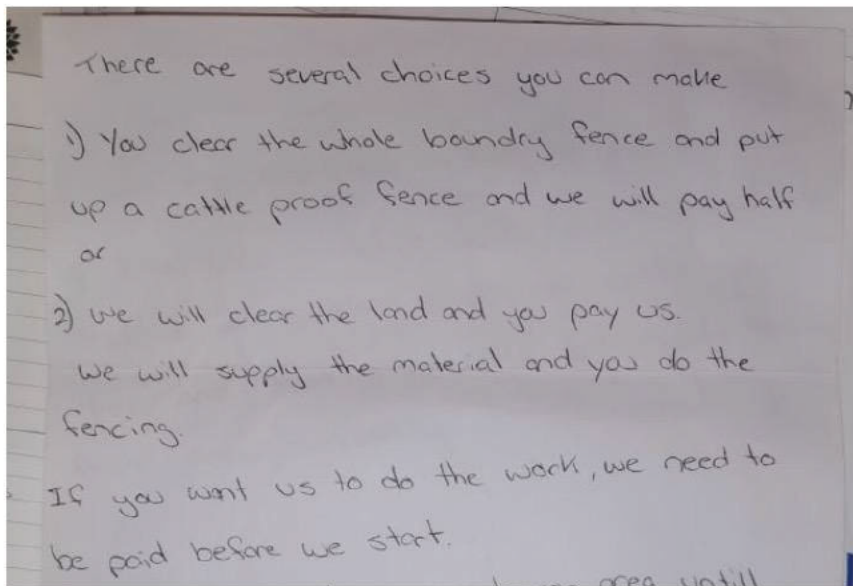 There are several choices you can make
1) You clear the whole boundry fence and put
up a cattle proof fence and we will pay half
or
2) we will clear the land and you pay us.
we will supply the material and you do the
fencing.
If you want us to do the work, we need to
be paid before we start.
area untill